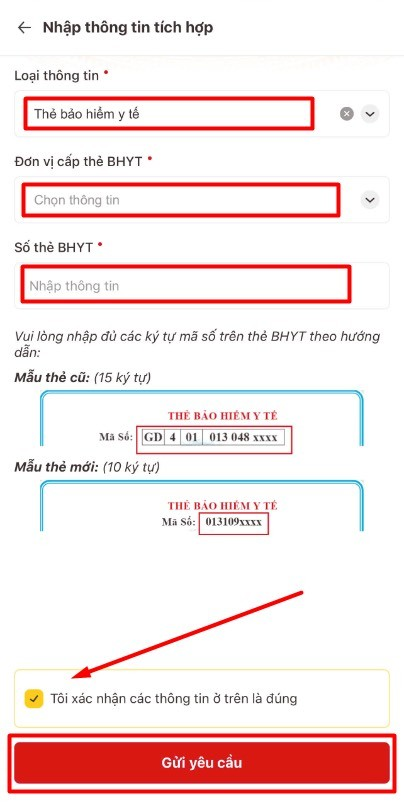 ← Nhập thông tin tích hợp
Loại thông tin *
Thẻ bảo hiểm y tế
Đơn vị cấp thẻ BHYT *
Chọn thông tin
Số thẻ BHYT *
Nhập thông tin
Vui lòng nhập đủ các ký tự mã số trên thẻ BHYT theo hướng
dẫn:
Mẫu thẻ cũ: (15 ký tự)
THẺ BẢO HIỂM Y TẾ
Mã Số: GD 4 01 013 048 xxxx
Mẫu thẻ mới: (10 ký tự)
THẺ BẢO HIỂM Y TẾ
Mã Số: 013109xxxx
Tôi xác nhận các thông tin ở trên là đúng
Gửi yêu cầu